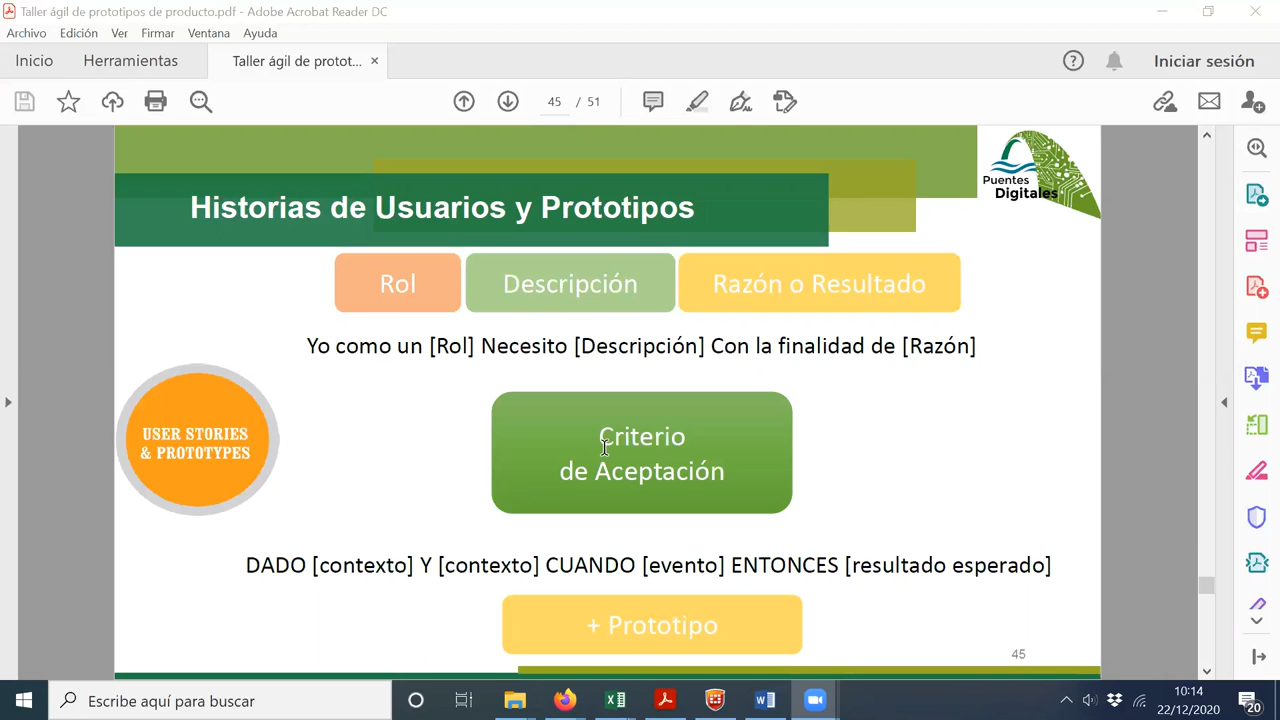 Taller ágil de prototipos de producto.pdf - Adobe Acrobat Reader DC
Archivo Edición Ver Firmar Ventana Ayuda
Inicio Herramientas Taller ágil de protot... × Iniciar sesión
45 / 51
Puentes
Digitales
Historias de Usuarios y Prototipos
Rol Descripción Razón o Resultado
Yo como un [Rol] Necesito [Descripción] Con la finalidad de [Razón]
USER STORIES
& PROTOTYPES
Criterio
de Aceptación
DADO [contexto] Y [contexto] CUANDO [evento] ENTONCES [resultado esperado]
+ Prototipo
45
Escribe aquí para buscar
10:14
22/12/2020
20